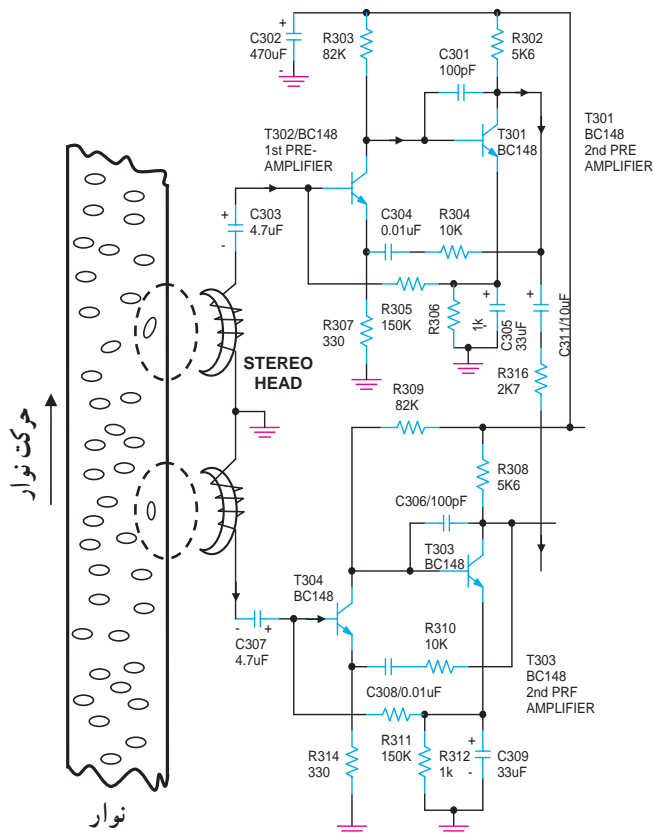 C302
470uF
R303
82K
C301
100pF
R302
5K6
T302/BC148
1st PRE-
AMPLIFIER
T301
BC148
T301
BC148
2nd PRE
AMPLIFIER
C303
4.7uF
C304
0.01uF
R304
10K
R305
150K
R306
1k
C305
33uF
C311/10uF
R307
330
R316
2K7
STEREO
HEAD
R309
82K
R308
5K6
C306/100pF
T303
BC148
T304
BC148
C307
4.7uF
R310
10K
C308/0.01uF
T303
BC148
2nd PRF
AMPLIFIER
R311
150K
R312
1k
C309
33uF
R314
330
حرکت نوار
نوار